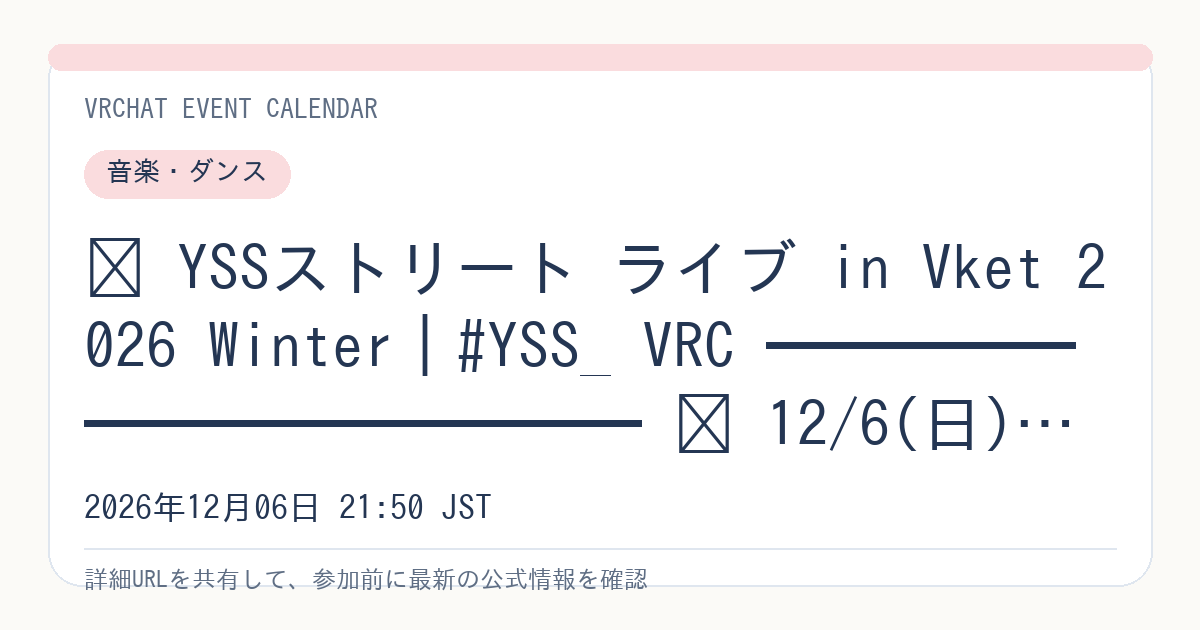 VRCHAT EVENT CALENDAR
音楽・ダンス
YSSストリート ライブ in Vket 2
026 Winter｜#YSS_ VRC ━━━━━━━━━━
━━━━━━━━━━━━━━━━━━ 12/6(日)…
2026年12月06日 21:50 JST
詳細URLを共有して、参加前に最新の公式情報を確認